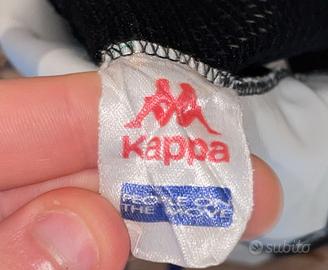 Kappa
PEOPLE ON
THE MOVE
subito